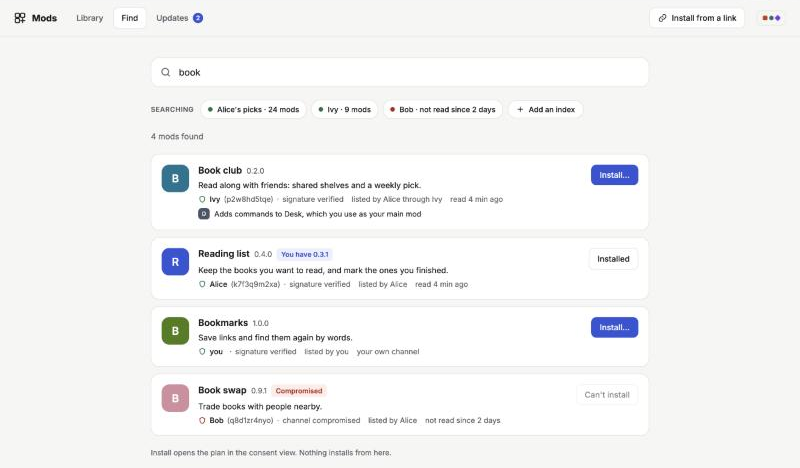 Mods Library Find Updates 2 Install from a link
book
SEARCHING Alice's picks · 24 mods Ivy · 9 mods Bob · not read since 2 days + Add an index
4 mods found
B Book club 0.2.0 Install...
Read along with friends: shared shelves and a weekly pick.
Ivy (p2w8hd5tqe) · signature verified listed by Alice through Ivy read 4 min ago
D Adds commands to Desk, which you use as your main mod
R Reading list 0.4.0 You have 0.3.1 Installed
Keep the books you want to read, and mark the ones you finished.
Alice (k7f3q9m2xa) · signature verified listed by Alice read 4 min ago
B Bookmarks 1.0.0 Install...
Save links and find them again by words.
you · signature verified listed by you your own channel
B Book swap 0.9.1 Compromised Can't install
Trade books with people nearby.
Bob (q8d1zr4nyo) · channel compromised listed by Alice not read since 2 days
Install opens the plan in the consent view. Nothing installs from here.